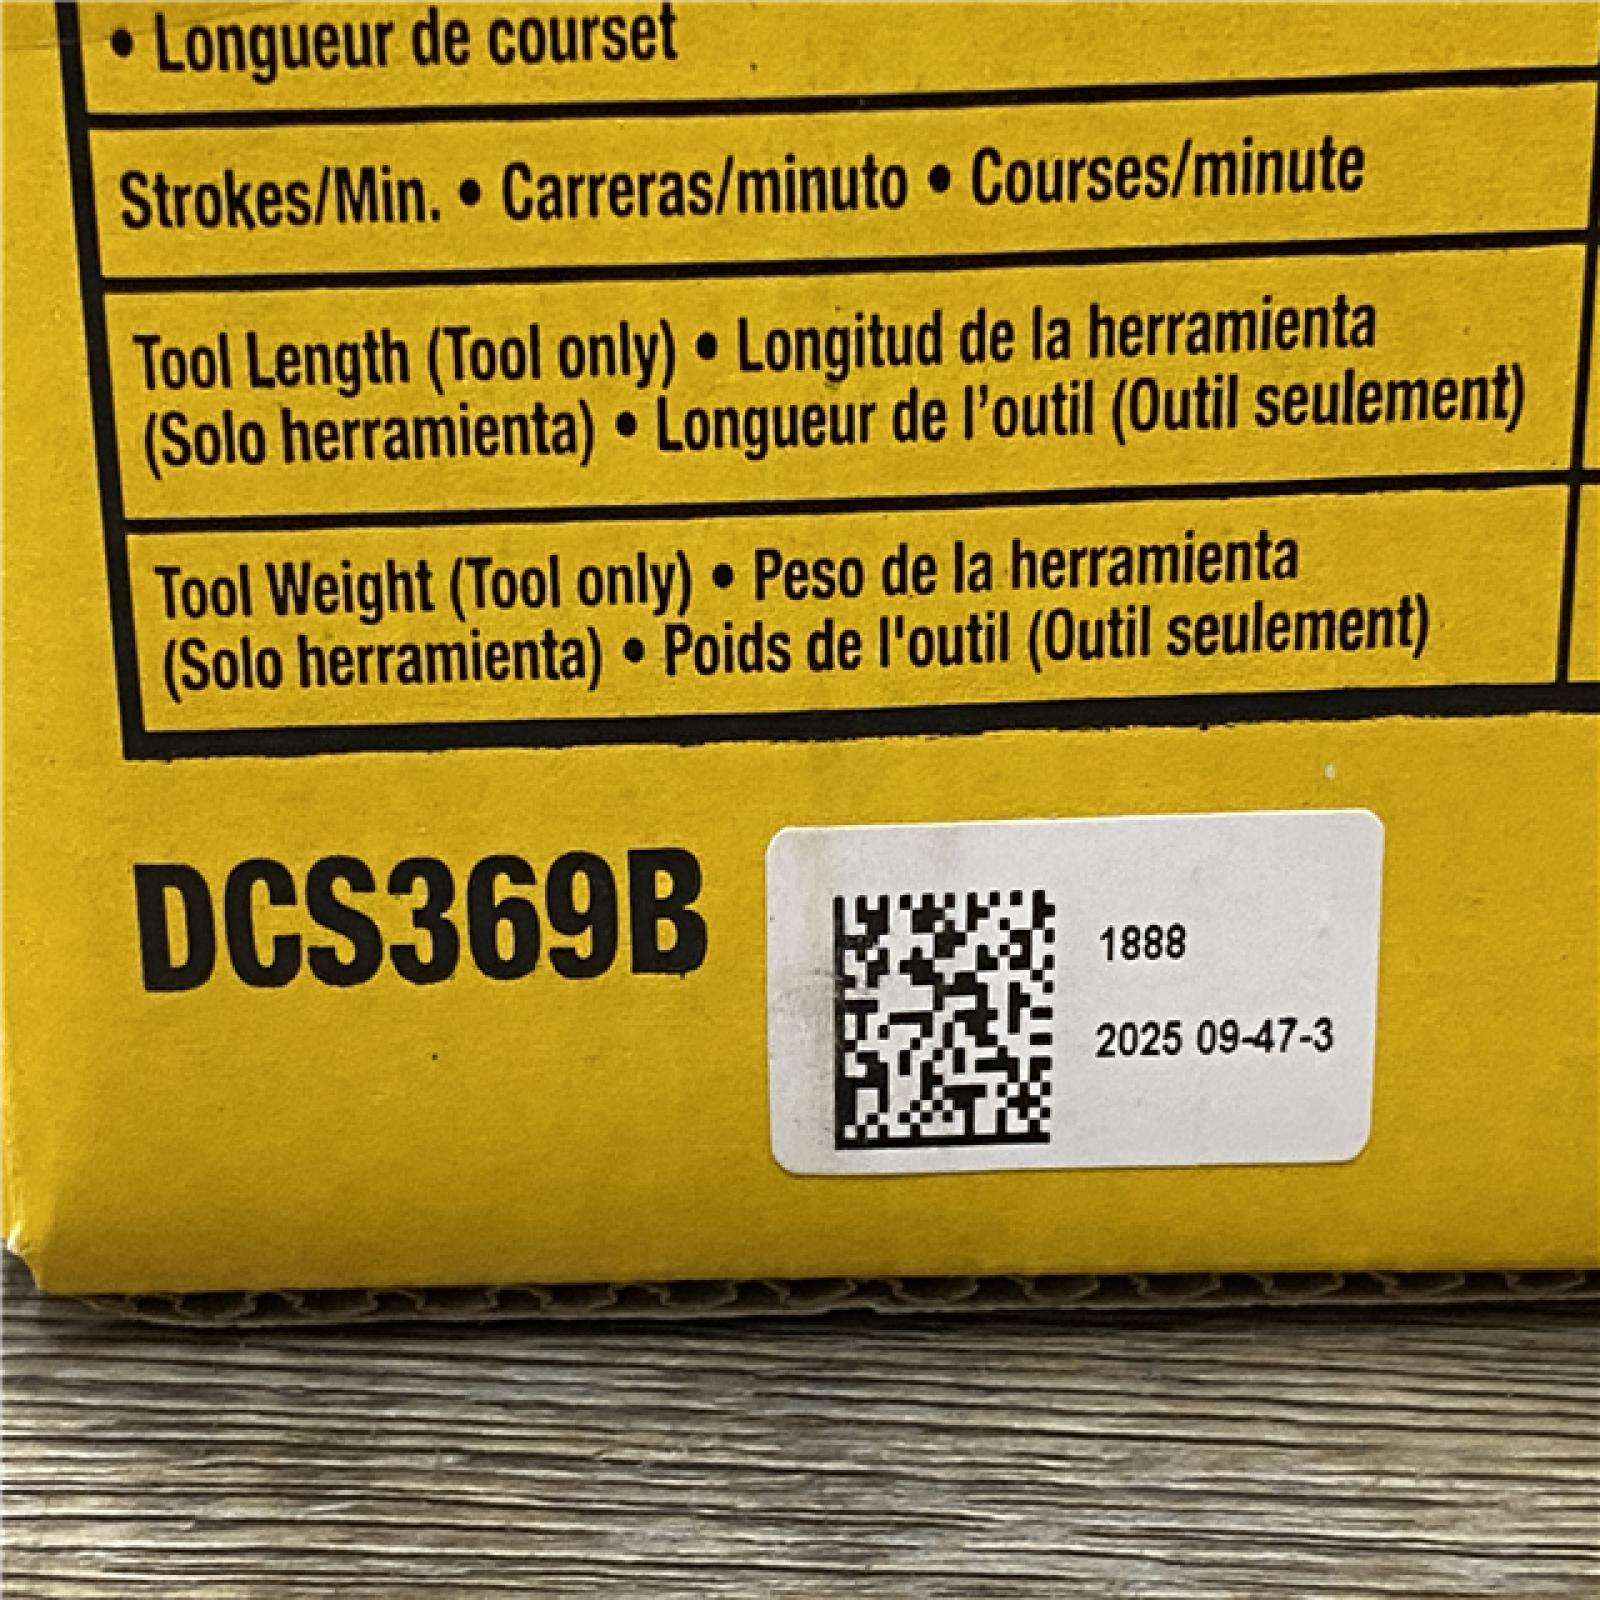 • Longueur de courset
Strokes/Min. • Carreras/minuto • Courses/minute
Tool Length (Tool only) • Longitud de la herramienta
(Solo herramienta) • Longueur de l’outil (Outil seulement)
Tool Weight (Tool only) • Peso de la herramienta
(Solo herramienta) • Poids de l'outil (Outil seulement)
DCS369B
1888
2025 09-47-3